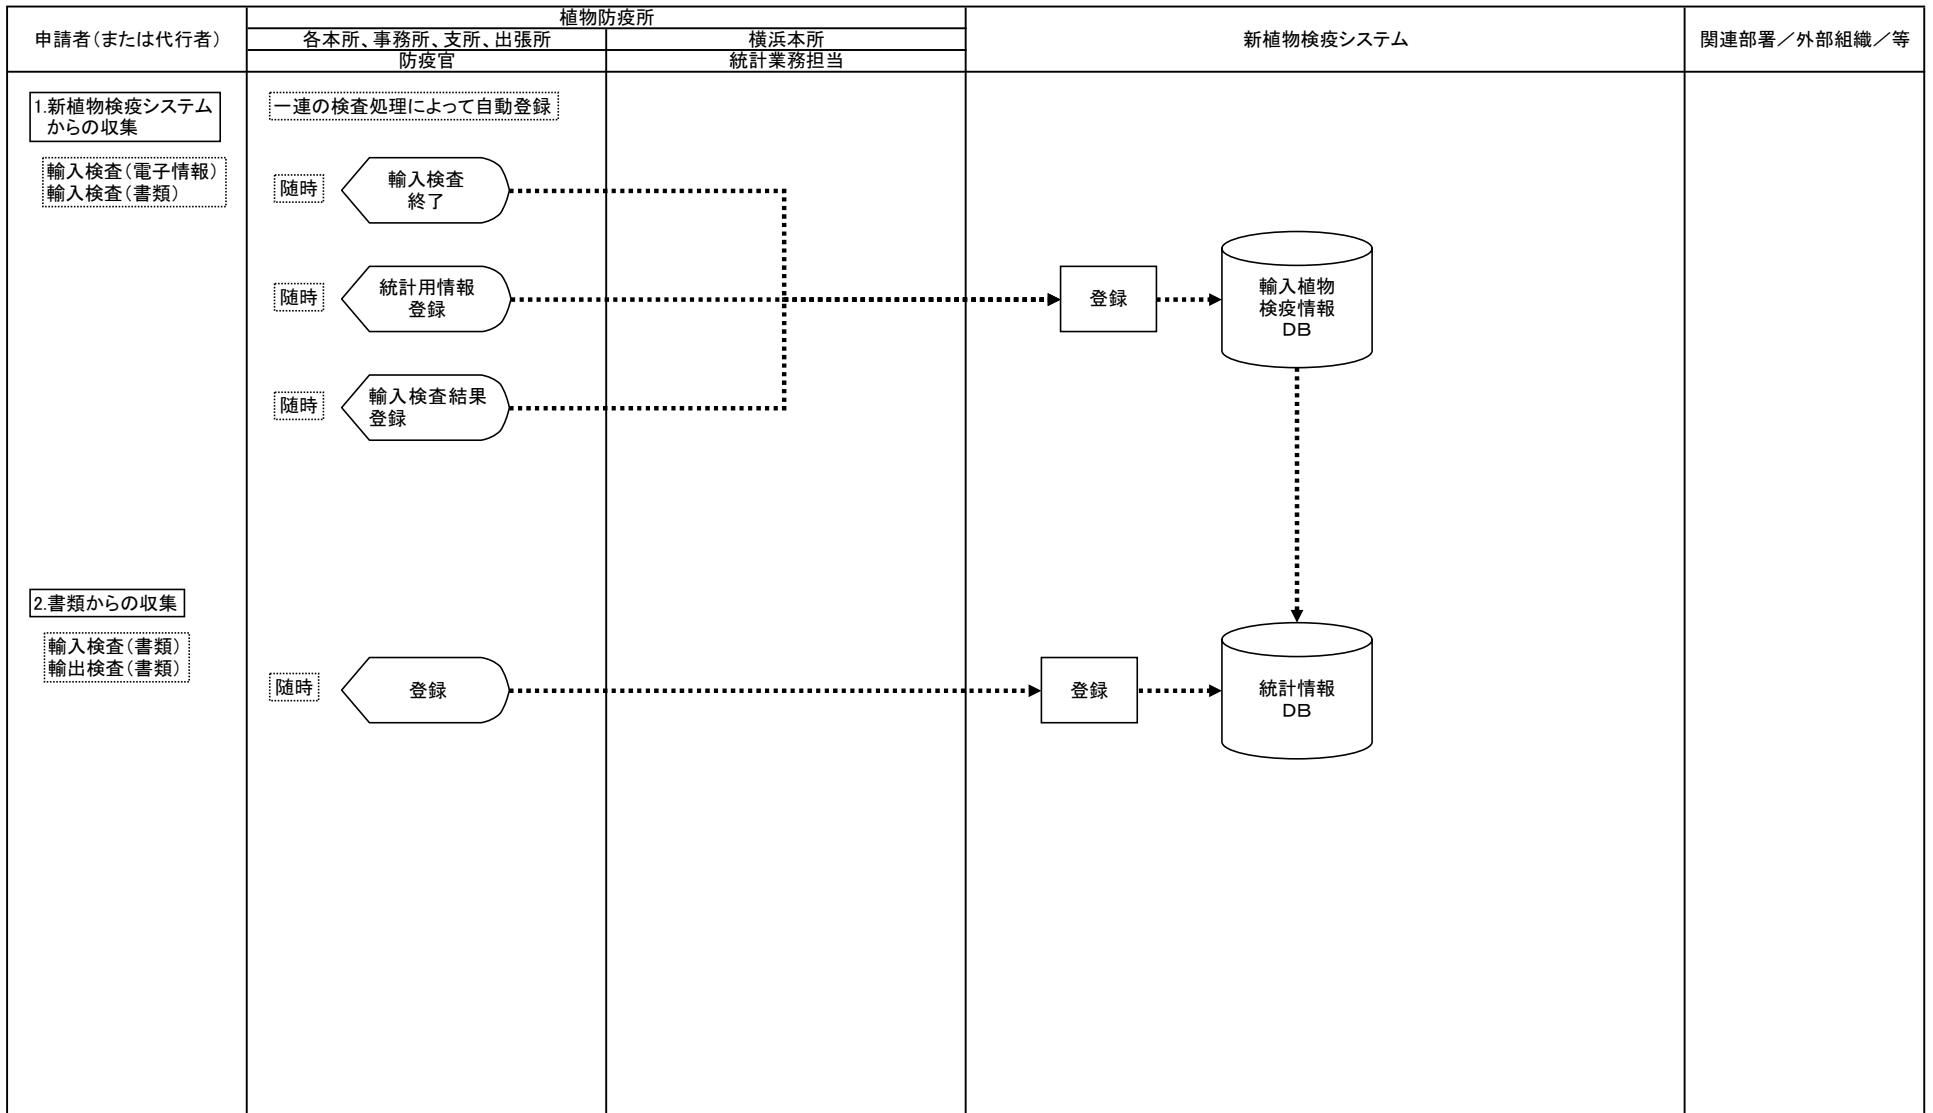 申請者（または代行者）
植物防疫所
各本所、事務所、支所、出張所
横浜本所
防疫官
統計業務担当
新植物検疫システム
関連部署／外部組織／等
1.新植物検疫システム
からの収集
一連の検査処理によって自動登録
輸入検査（電子情報）
輸入検査（書類）
随時
輸入検査
終了
随時
統計用情報
登録
登録
輸入植物
検疫情報
ＤＢ
随時
輸入検査結果
登録
2.書類からの収集
輸入検査（書類）
輸出検査（書類）
随時
登録
登録
統計情報
ＤＢ